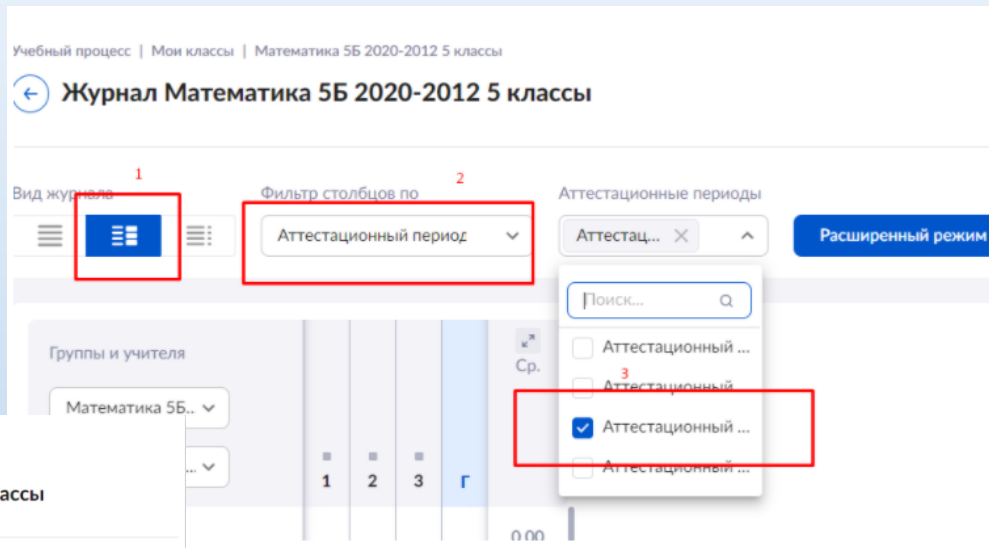 Учебный процесс | Мои классы | Математика 5Б 2020-2012 5 классы
Журнал Математика 5Б 2020-2012 5 классы
1
2
Вид журнала
Фильтр столбцов по
Аттестационные периоды
Аттестационный период
Аттестац...
Расширенный режим
Поиск...
Группы и учителя
Ср.
Аттестационный ...
3
Аттестационный
Математика 5Б..
Аттестационный ...
...
Аттестационный ...
1 2 3 Г
ассы
0.00